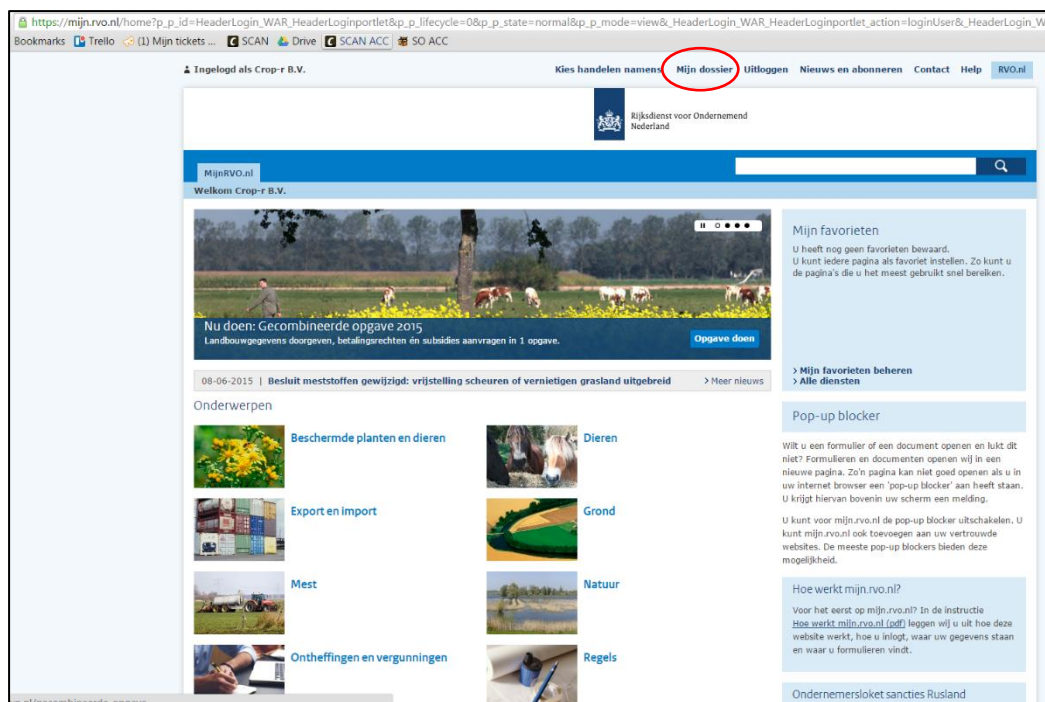 https://mijn.rvo.nl/home?p_p_id=HeaderLogin_WAR_HeaderLoginportlet&p_p_lifecycle=0&p_p_state=normal&p_p_mode=view&_HeaderLogin_WAR_HeaderLoginportlet_action=loginUser&_HeaderLogin_W
Bookmarks Trello (1) Mijn tickets ... SCAN Drive SCAN ACC SO ACC
Ingelogd als Crop-r B.V. Kies handelen namens Mijn dossier Uitloggen Nieuws en abonneren Contact Help RVO.nl
Rijksdienst voor Ondernemend
Nederland
MijnRVO.nl
Welkom Crop-r B.V.
Nu doen: Gecombineerde opgave 2015
Landbouwgegevens doorgeven, betalingsrechten én subsidies aanvragen in 1 opgave.
Opgave doen
08-06-2015 | Besluit meststoffen gewijzigd: vrijstelling scheuren of vernietigen grasland uitgebreid > Meer nieuws
Onderwerpen
Beschermde planten en dieren
Dieren
Export en import
Grond
Mest
Natuur
Ontheffingen en vergunningen
Regels
Mijn favorieten
U heeft nog geen favorieten bewaard.
U kunt iedere pagina als favoriet instellen. Zo kunt u
de pagina's die u het meest gebruikt snel bereiken.
> Mijn favorieten beheren
> Alle diensten
Pop-up blocker
Wilt u een formulier of een document openen en lukt dit
niet? Formulieren en documenten openen wij in een
nieuwe pagina. Zo'n pagina kan niet goed openen als u in
uw internet browser een 'pop-up blocker' aan heeft staan.
U krijgt hiervan bovenin uw scherm een melding.
U kunt voor mijn.rvo.nl de pop-up blocker uitschakelen. U
kunt mijn.rvo.nl ook toevoegen aan uw vertrouwde
websites. De meeste pop-up blockers bieden deze
mogelijkheid.
Hoe werkt mijn.rvo.nl?
Voor het eerst op mijn.rvo.nl? In de instructie
Hoe werkt mijn.rvo.nl (pdf) leggen wij u uit hoe deze
website werkt, hoe u inlogt, waar uw gegevens staan
en waar u formulieren vindt.
Ondernemersloket sancties Rusland